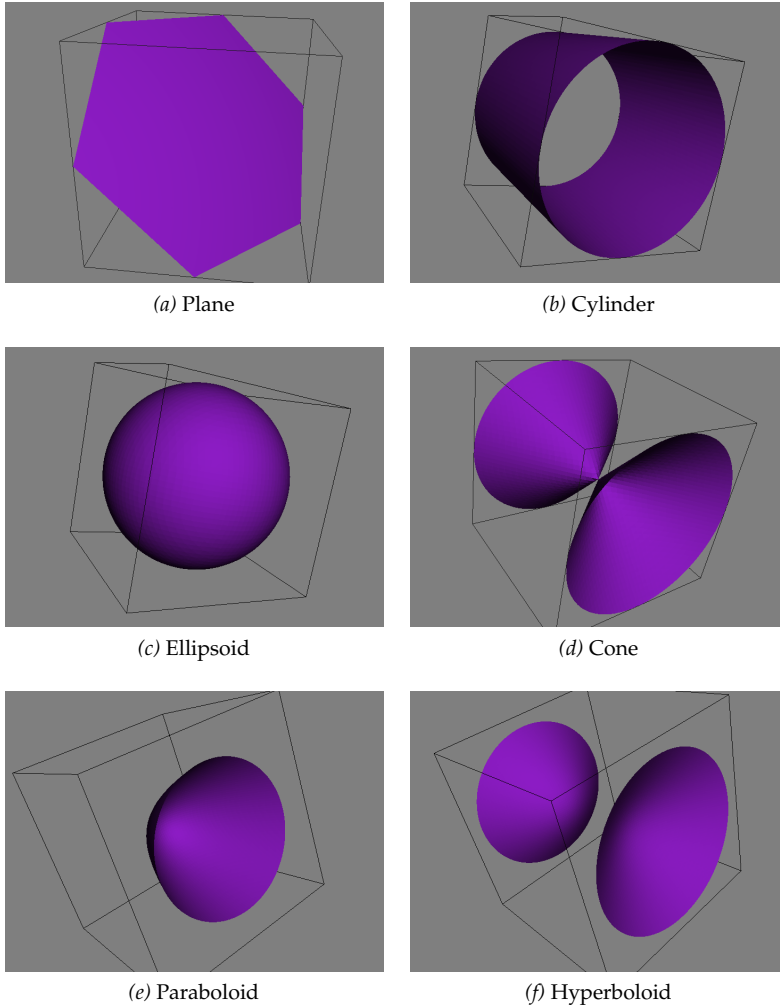 (a) Plane
(b) Cylinder
(c) Ellipsoid
(d) Cone
(e) Paraboloid
(f) Hyperboloid